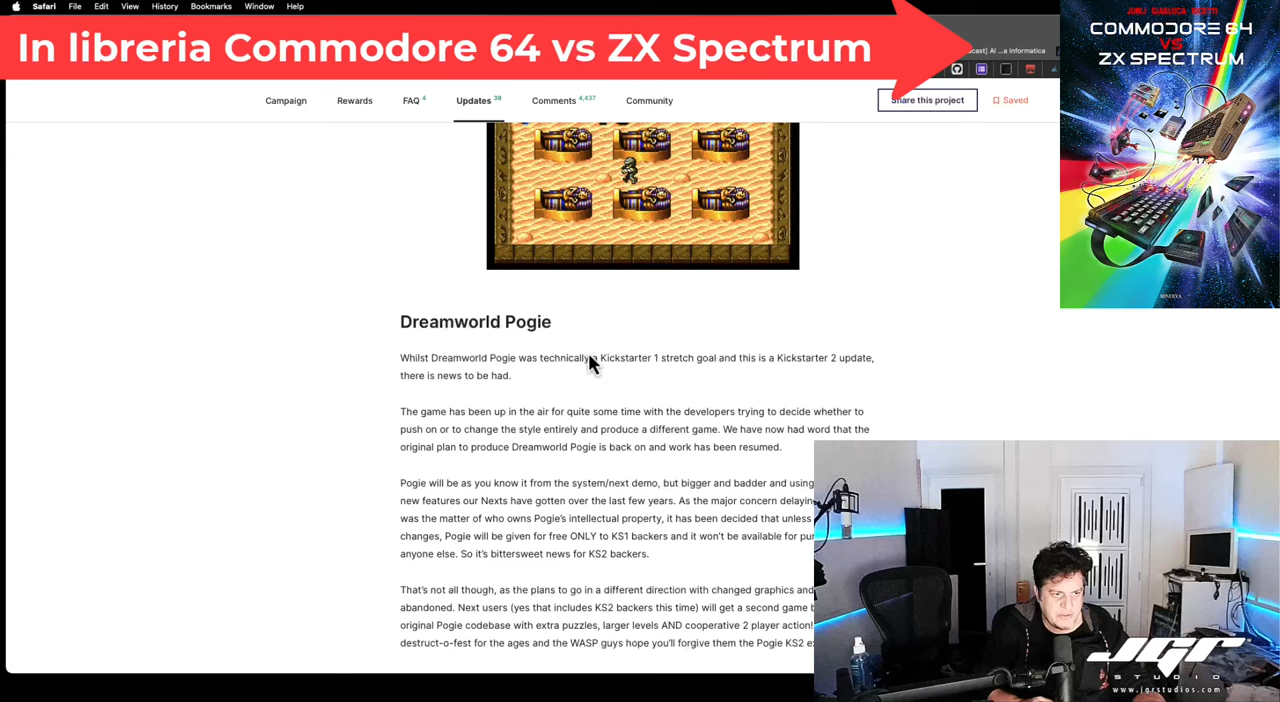 Safari File Edit View History Bookmarks Window Help
In libreria Commodore 64 vs ZX Spectrum
AI ...a Informatica
Campaign Rewards FAQ 4 Updates 39 Comments 4,437 Community
Share this project Saved
COMMODORE 64
VS
ZX SPECTRUM
MINERVA
Dreamworld Pogie
Whilst Dreamworld Pogie was technically a Kickstarter 1 stretch goal and this is a Kickstarter 2 update,
there is news to be had.
The game has been up in the air for quite some time with the developers trying to decide whether to
push on or to change the style entirely and produce a different game. We have now had word that the
original plan to produce Dreamworld Pogie is back on and work has been resumed.
Pogie will be as you know it from the system/next demo, but bigger and badder and using
new features our Nexts have gotten over the last few years. As the major concern
was the matter of who owns Pogie's intellectual property, it has been decided that unless
changes, Pogie will be given for free ONLY to KS1 backers and it won't be available for
anyone else. So it's bittersweet news for KS2 backers.
That's not all though, as the plans to go in a different direction with changed graphics and
abandoned. Next users (yes that includes KS2 backers this time) will get a second game
original Pogie codebase with extra puzzles, larger levels AND cooperative 2 player action!
destruct-o-fest for the ages and the WASP guys hope you'll forgive them the Pogie KS2
JGR
STUDIO
www.jgrstudios.com